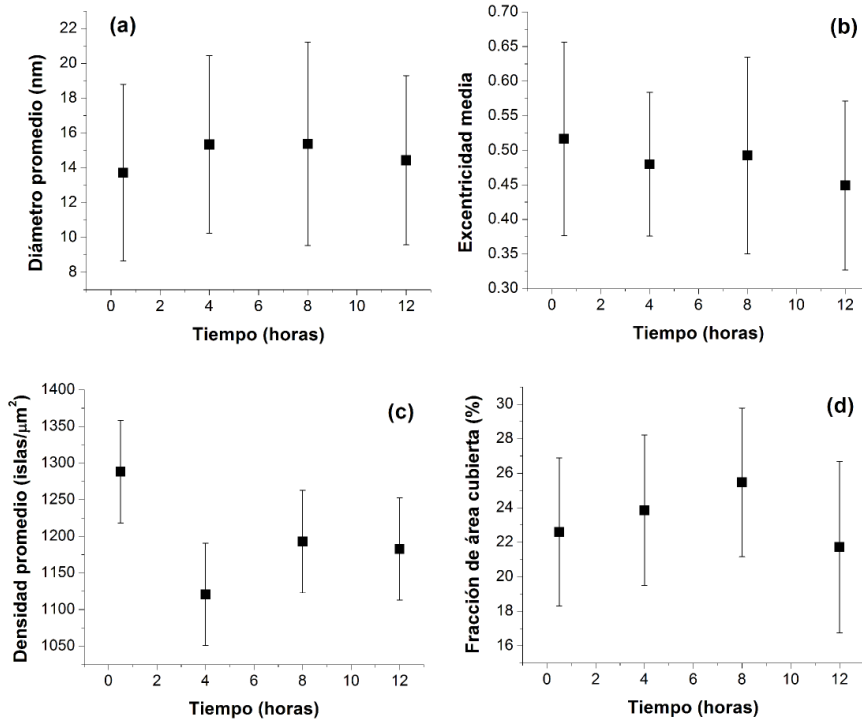 (a)
Diámetro promedio (nm)
22
20
18
16
14
12
10
8
0 2 4 6 8 10 12
Tiempo (horas)
(b)
Excentricidad media
0.70
0.65
0.60
0.55
0.50
0.45
0.40
0.35
0.30
0 2 4 6 8 10 12
Tiempo (horas)
(c)
Densidad promedio (islas/μm²)
1400
1350
1300
1250
1200
1150
1100
1050
0 2 4 6 8 10 12
Tiempo (horas)
(d)
Fracción de área cubierta (%)
30
28
26
24
22
20
18
16
0 2 4 6 8 10 12
Tiempo (horas)